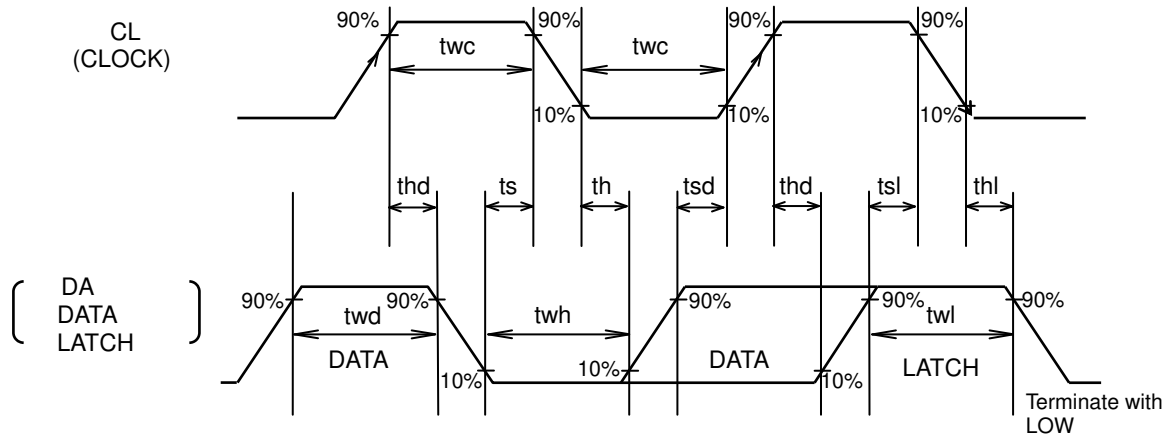 90% 90% 90% 90%
CL
(CLOCK)
twc twc
10% 10% 10%
thd ts th tsd thd tsl thl
DA
DATA
LATCH
90% 90% 90% 90% 90%
twd twh twl
DATA DATA LATCH
10% 10% 10%
Terminate with
LOW